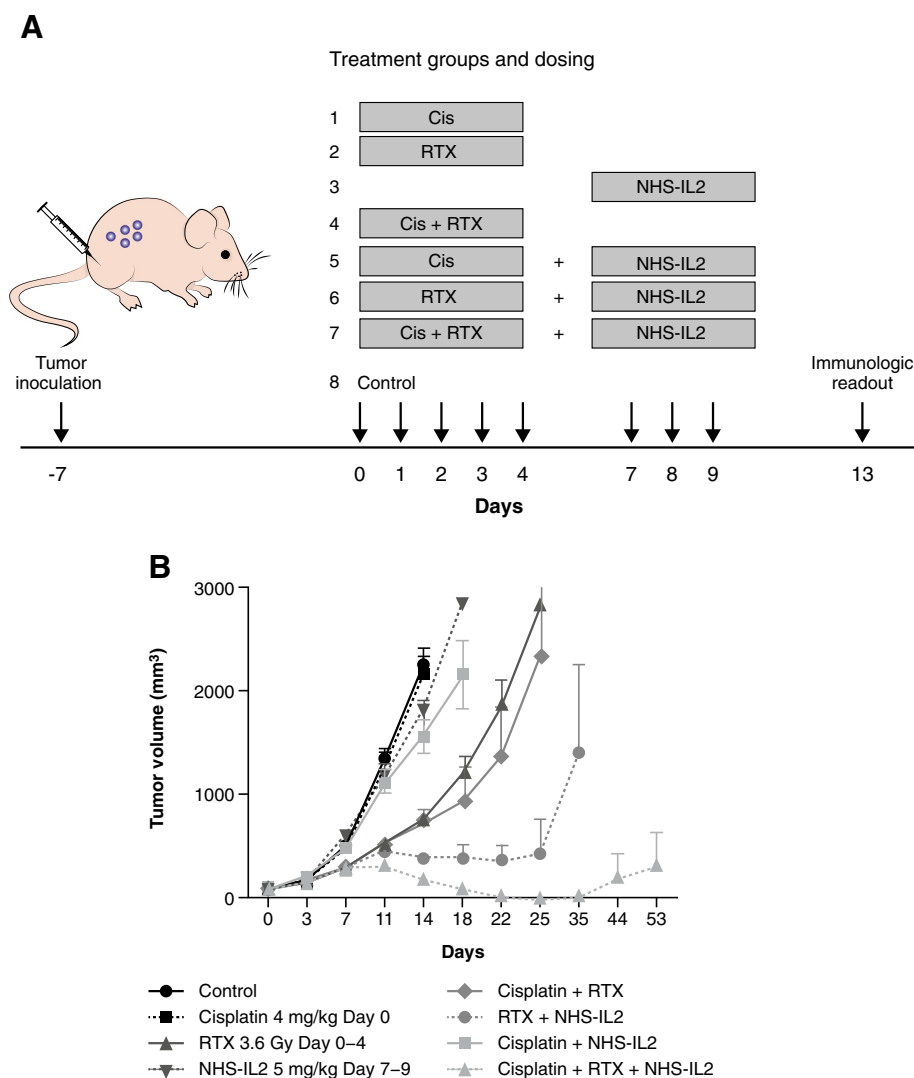 A
Treatment groups and dosing
1 Cis
2 RTX
3 NHS-IL2
4 Cis + RTX
5 Cis + NHS-IL2
6 RTX + NHS-IL2
7 Cis + RTX + NHS-IL2
8 Control
Tumor
inoculation
Immunologic
readout
-7 0 1 2 3 4 7 8 9 13
Days
B
Tumor volume (mm³)
3000
2000
1000
0
0 3 7 11 14 18 22 25 35 44 53
Days
Control
Cisplatin 4 mg/kg Day 0
RTX 3.6 Gy Day 0–4
NHS-IL2 5 mg/kg Day 7–9
Cisplatin + RTX
RTX + NHS-IL2
Cisplatin + NHS-IL2
Cisplatin + RTX + NHS-IL2